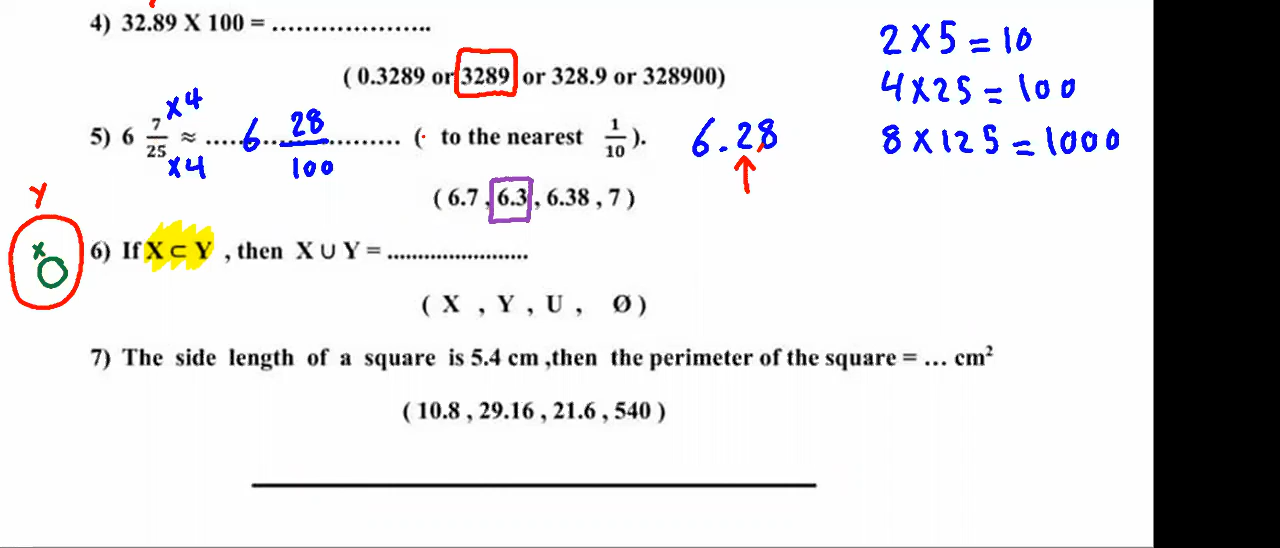 4) 32.89 X 100 = ......................
( 0.3289 or 3289 or 328.9 or 328900)
5) 6 7/25 x4 x4 ≈ ..... 6 28/100 .......... ( to the nearest 1/10 ).
( 6.7 , 6.3 , 6.38 , 7 )
6.28
2 x 5 = 10
4 x 25 = 100
8 x 125 = 1000
Y
x
6) If X ⊂ Y , then X ∪ Y = .......................
( X , Y , U , Ø )
7) The side length of a square is 5.4 cm ,then the perimeter of the square = ... cm²
( 10.8 , 29.16 , 21.6 , 540 )